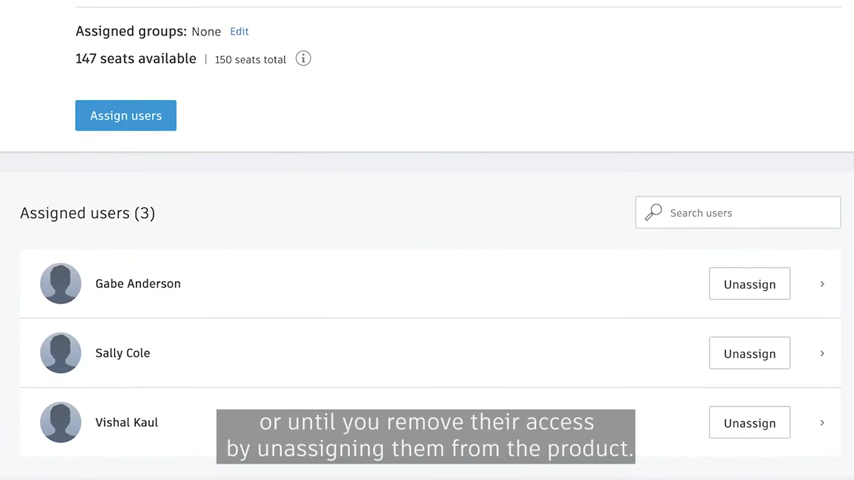 Assigned groups: None Edit
147 seats available | 150 seats total
Assign users
Assigned users (3)
Search users
Gabe Anderson Unassign
Sally Cole Unassign
Vishal Kaul Unassign
or until you remove their access
by unassigning them from the product.